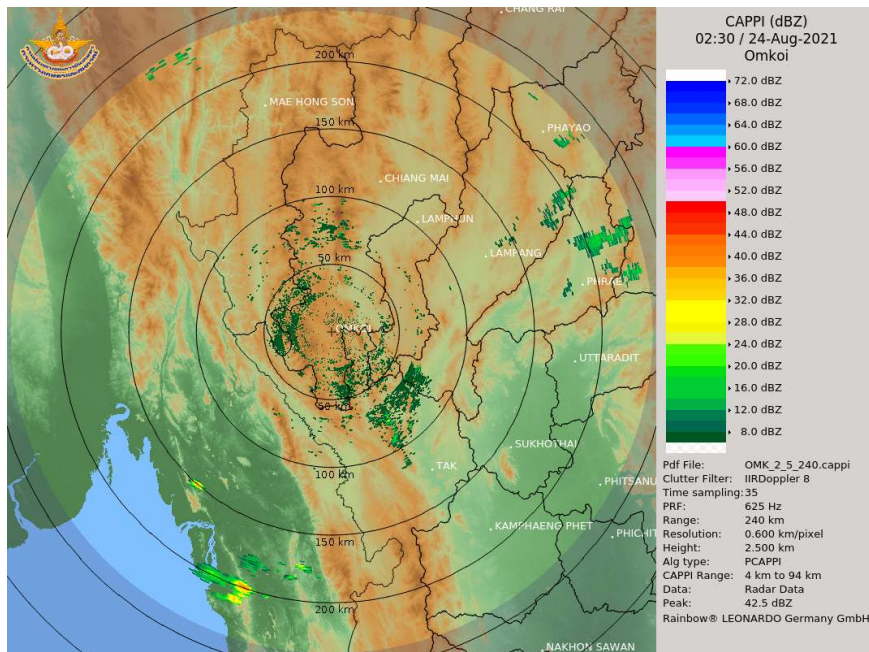 CHANG RAI
200 km
MAE HONG SON
150 km
PHAYAO
CHIANG MAI
100 km
LAMPHUN
50 km
LAMPANG
PHRAE
UTTARADIT
50 km
SUKHOTHAI
TAK
100 km
PHITSANU
KAMPHAENG PHET
PHICHIT
150 km
200 km
NAKHON SAWAN
CAPPI (dBZ)
02:30 / 24-Aug-2021
Omkoi
72.0 dBZ
68.0 dBZ
64.0 dBZ
60.0 dBZ
56.0 dBZ
52.0 dBZ
48.0 dBZ
44.0 dBZ
40.0 dBZ
36.0 dBZ
32.0 dBZ
28.0 dBZ
24.0 dBZ
20.0 dBZ
16.0 dBZ
12.0 dBZ
8.0 dBZ
Pdf File: OMK_2_5_240.cappi
Clutter Filter: IIRDoppler 8
Time sampling: 35
PRF: 625 Hz
Range: 240 km
Resolution: 0.600 km/pixel
Height: 2.500 km
Alg type: PCAPPI
CAPPI Range: 4 km to 94 km
Data: Radar Data
Peak: 42.5 dBZ
Rainbow® LEONARDO Germany GmbH